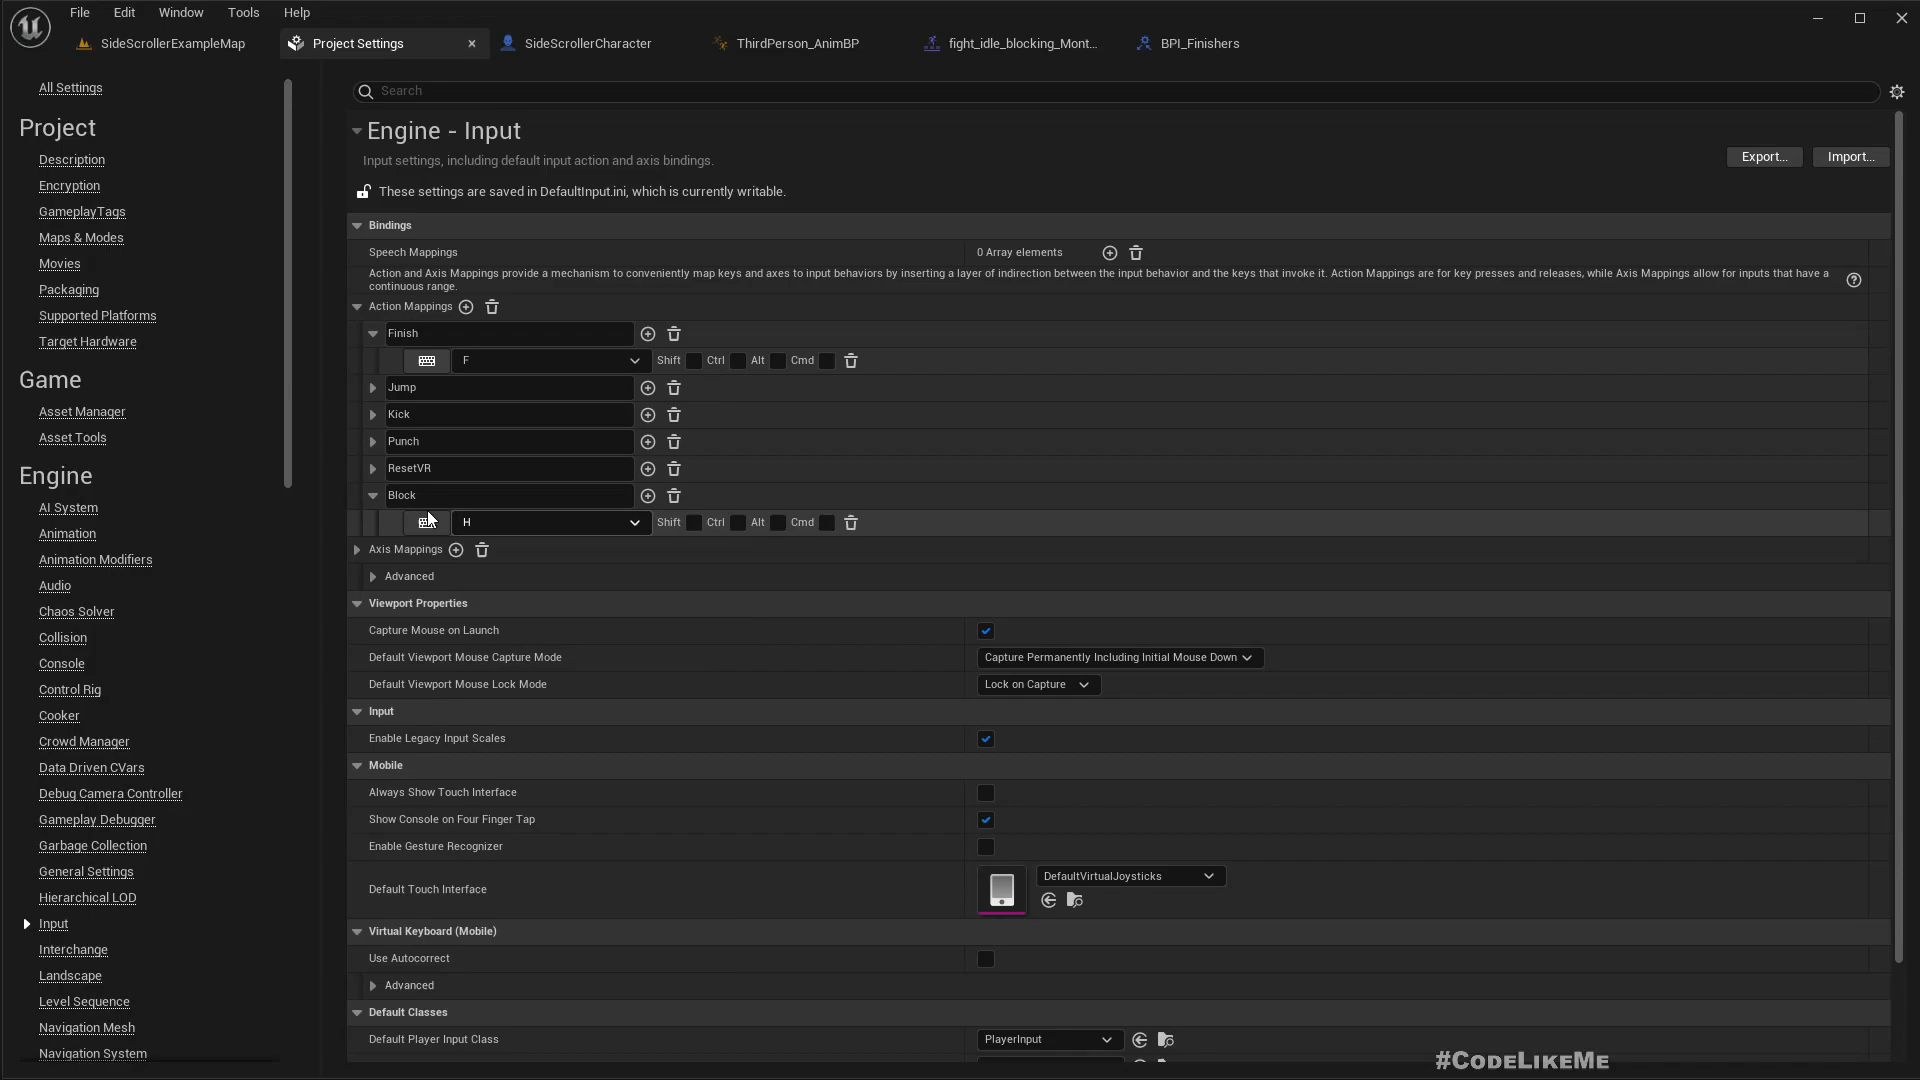 File Edit Window Tools Help
SideScrollerExampleMap Project Settings SideScrollerCharacter ThirdPerson_AnimBP fight_idle_blocking_Mont... BPI_Finishers
All Settings
Project
Description
Encryption
GameplayTags
Maps & Modes
Movies
Packaging
Supported Platforms
Target Hardware
Game
Asset Manager
Asset Tools
Engine
AI System
Animation
Animation Modifiers
Audio
Chaos Solver
Collision
Console
Control Rig
Cooker
Crowd Manager
Data Driven CVars
Debug Camera Controller
Gameplay Debugger
Garbage Collection
General Settings
Hierarchical LOD
Input
Interchange
Landscape
Level Sequence
Navigation Mesh
Navigation System
Search
Engine - Input
Input settings, including default input action and axis bindings.
Export... Import...
These settings are saved in DefaultInput.ini, which is currently writable.
Bindings
Speech Mappings 0 Array elements
Action and Axis Mappings provide a mechanism to conveniently map keys and axes to input behaviors by inserting a layer of indirection between the input behavior and the keys that invoke it. Action Mappings are for key presses and releases, while Axis Mappings allow for inputs that have a
continuous range.
Action Mappings
Finish
F Shift Ctrl Alt Cmd
Jump
Kick
Punch
ResetVR
Block
H Shift Ctrl Alt Cmd
Axis Mappings
Advanced
Viewport Properties
Capture Mouse on Launch
Default Viewport Mouse Capture Mode Capture Permanently Including Initial Mouse Down
Default Viewport Mouse Lock Mode Lock on Capture
Input
Enable Legacy Input Scales
Mobile
Always Show Touch Interface
Show Console on Four Finger Tap
Enable Gesture Recognizer
Default Touch Interface DefaultVirtualJoysticks
Virtual Keyboard (Mobile)
Use Autocorrect
Advanced
Default Classes
Default Player Input Class PlayerInput
#CodeLikeMe